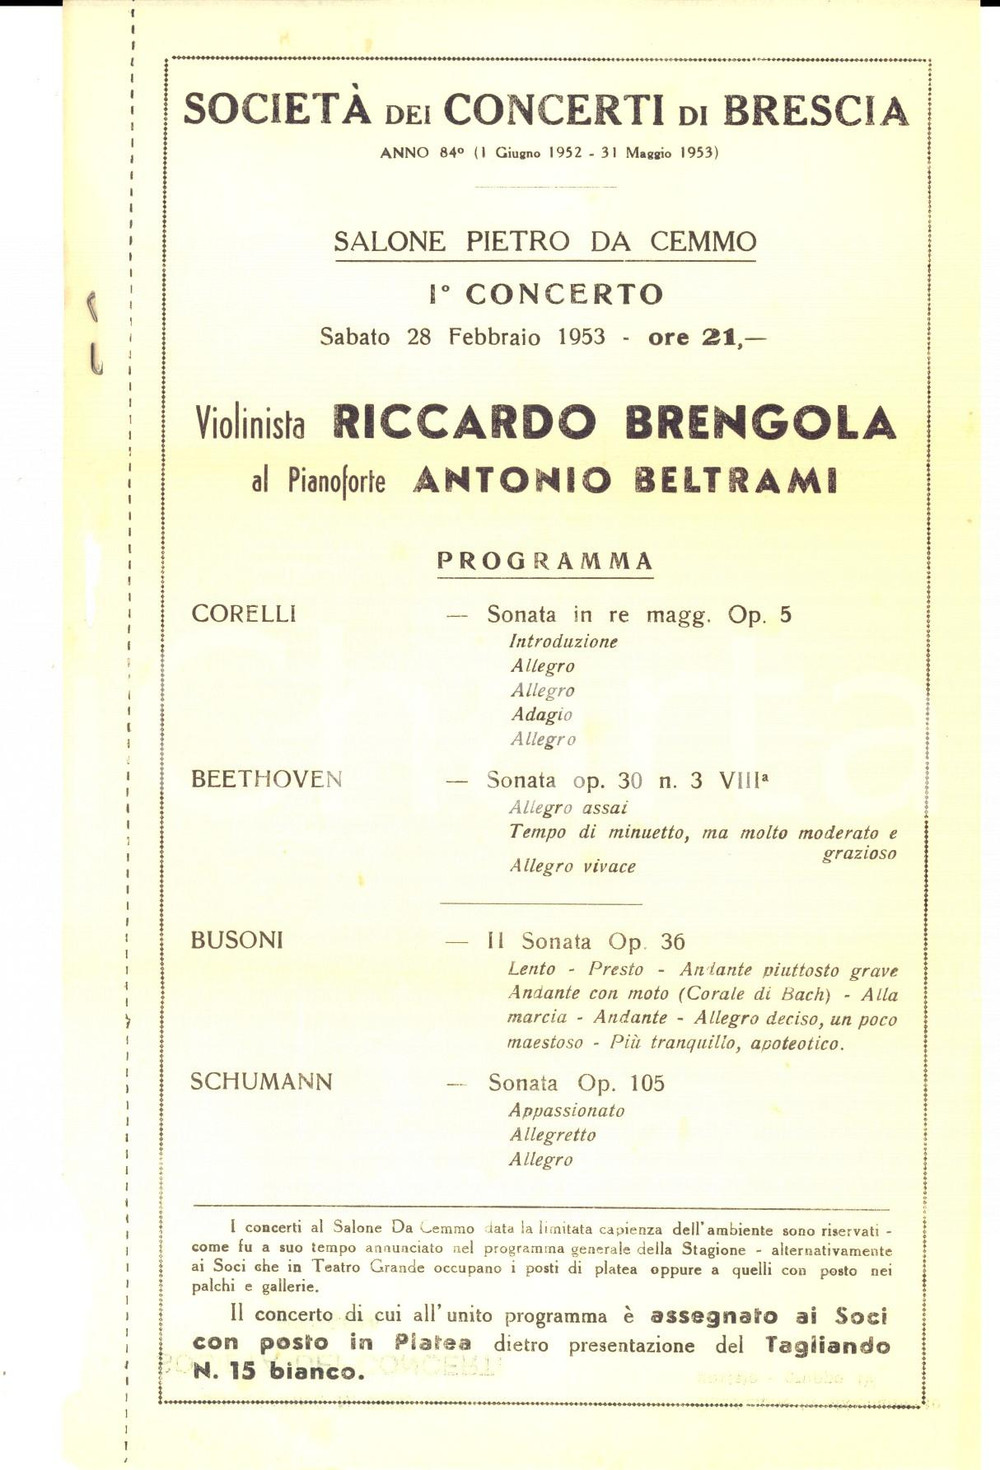 SOCIETÀ DEI CONCERTI DI BRESCIA
ANNO 84º (1 Giugno 1952 - 31 Maggio 1953)
SALONE PIETRO DA CEMMO
1° CONCERTO
Sabato 28 Febbraio 1953 - ore 21,—
Violinista RICCARDO BRENGOLA
al Pianoforte ANTONIO BELTRAMI
PROGRAMMA
CORELLI — Sonata in re magg. Op. 5
Introduzione
Allegro
Allegro
Adagio
Allegro
BEETHOVEN — Sonata op. 30 n. 3 VIIIª
Allegro assai
Tempo di minuetto, ma molto moderato e
grazioso
Allegro vivace
BUSONI — II Sonata Op. 36
Lento - Presto - Andante piuttosto grave
Andante con moto (Corale di Bach) - Alla
marcia - Andante - Allegro deciso, un poco
maestoso - Più tranquillo, apoteotico.
SCHUMANN — Sonata Op. 105
Appassionato
Allegretto
Allegro
I concerti al Salone Da Cemmo data la limitata capienza dell'ambiente sono riservati -
come fu a suo tempo annunciato nel programma generale della Stagione - alternativamente
ai Soci che in Teatro Grande occupano i posti di platea oppure a quelli con posto nei
palchi e gallerie.
Il concerto di cui all'unito programma è assegnato ai Soci
con posto in Platea dietro presentazione del Tagliando
N. 15 bianco.